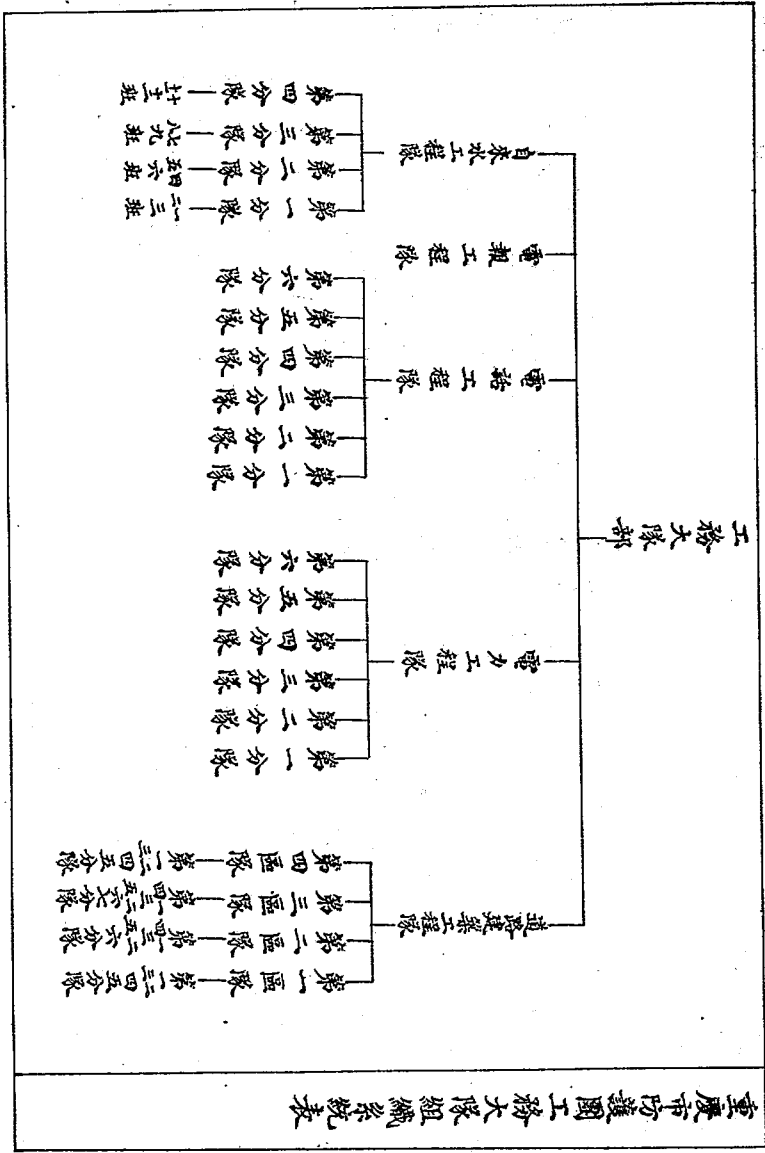 重慶市防護團工務大隊組織系統表
工務大隊部
道路建築工程隊
第一區隊—第一二三四五分隊
第二區隊—第一二三四五六分隊
第三區隊—第一二三四五六七分隊
第四區隊—第一二三四五分隊
電力工程隊
第一分隊
第二分隊
第三分隊
第四分隊
第五分隊
第六分隊
電話工程隊
第一分隊
第二分隊
第三分隊
第四分隊
第五分隊
第六分隊
電報工程隊
自來水工程隊
第一分隊—一二三班
第二分隊—四五六班
第三分隊—七八九班
第四分隊—十十一十二班